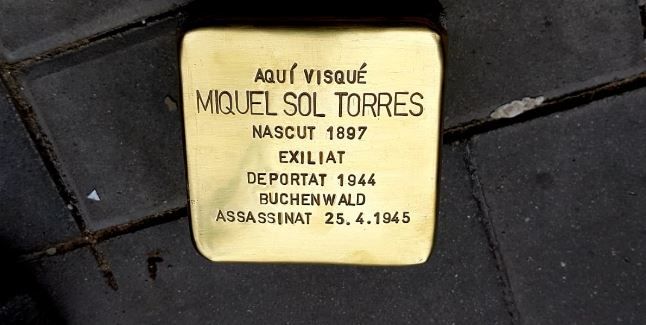 AQUÍ VISQUÉ
MIQUEL SOL TORRES
NASCUT 1897
EXILIAT
DEPORTAT 1944
BUCHENWALD
ASSASSINAT 25.4.1945